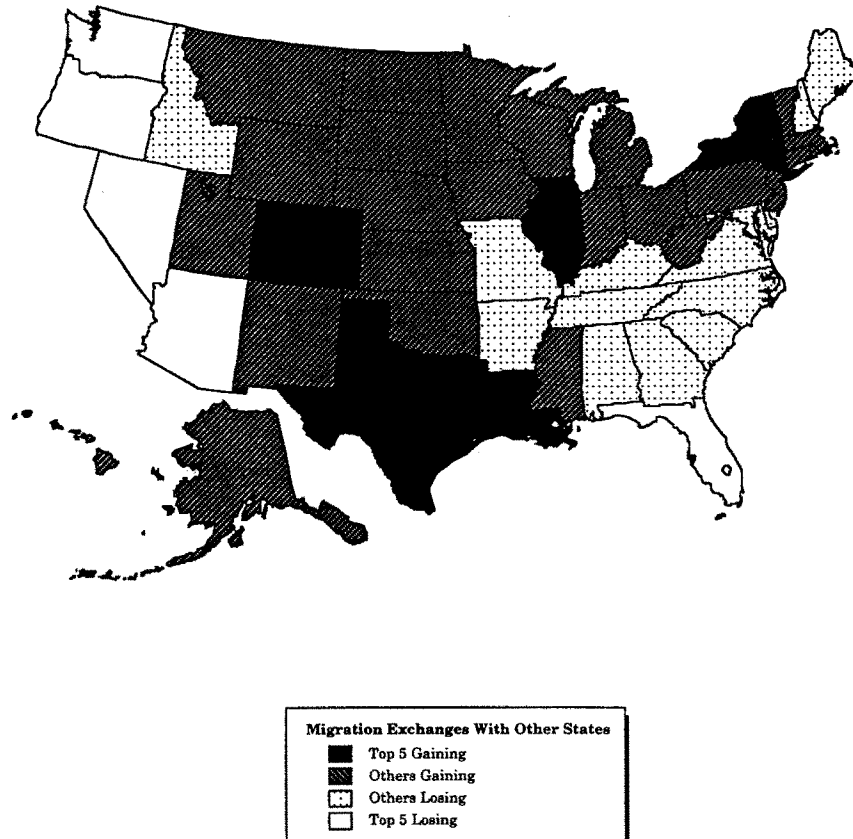 Migration Exchanges With Other States
Top 5 Gaining
Others Gaining
Others Losing
Top 5 Losing